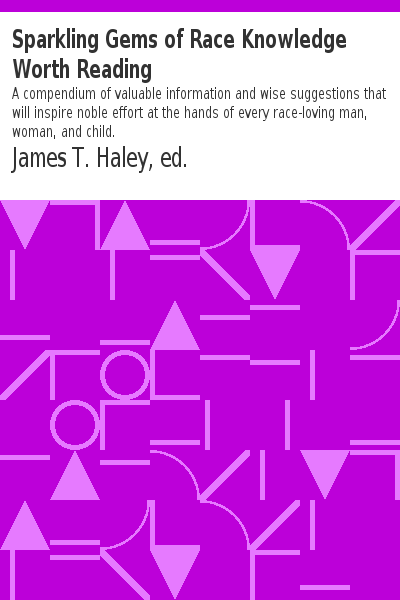 Sparkling Gems of Race Knowledge
Worth Reading
A compendium of valuable information and wise suggestions that
will inspire noble effort at the hands of every race-loving man,
woman, and child.
James T. Haley, ed.